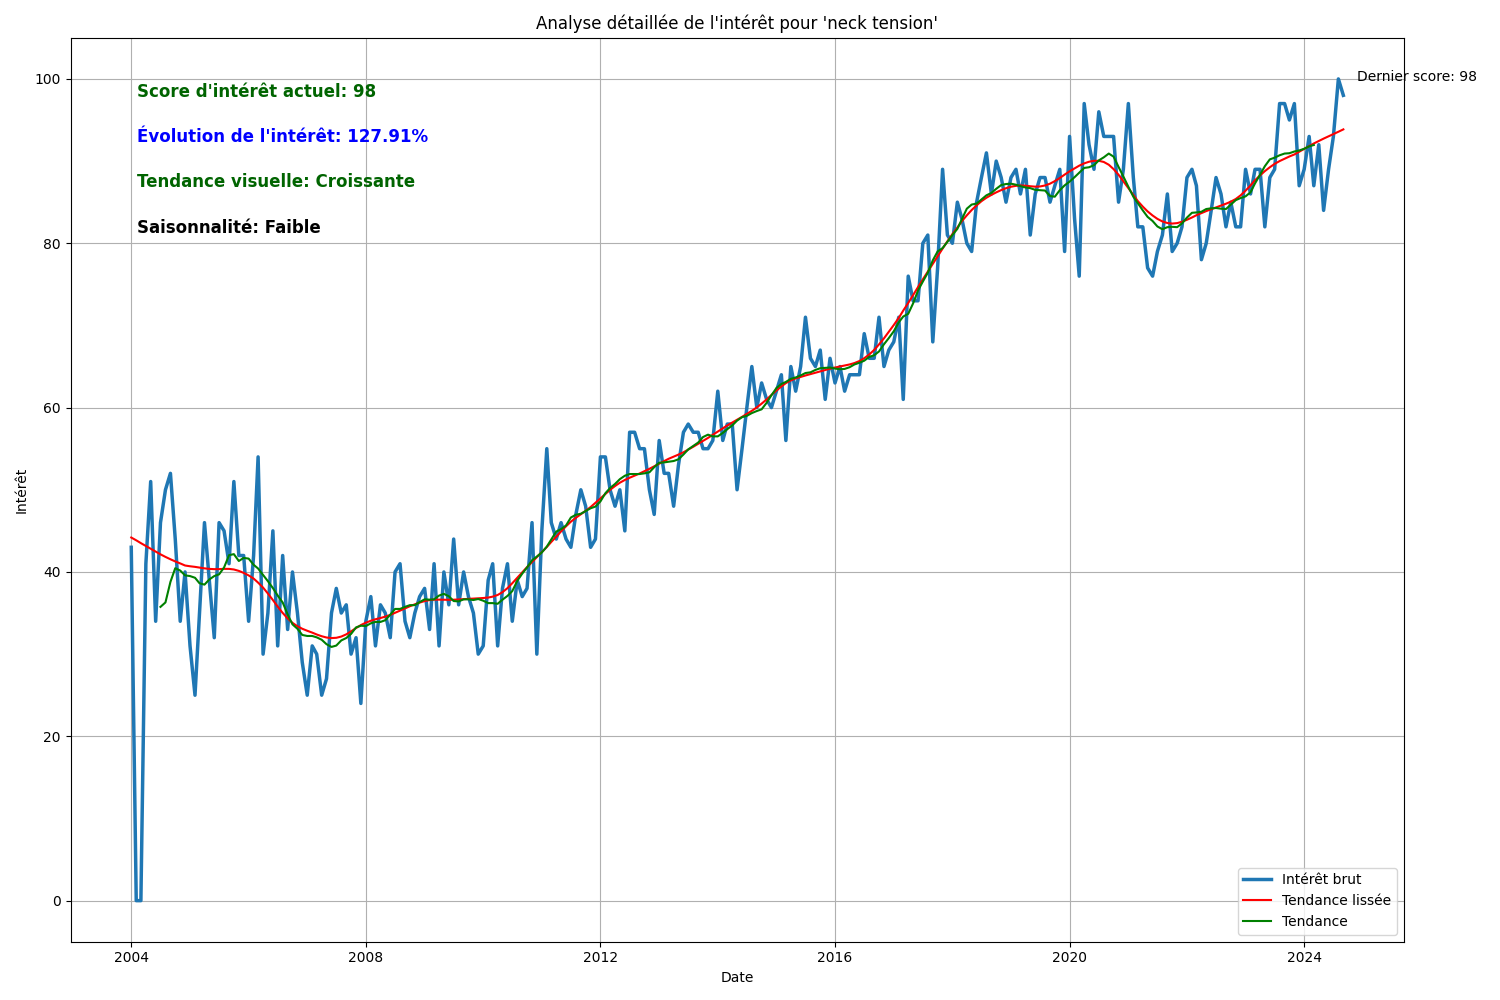 Analyse détaillée de l'intérêt pour 'neck tension'
100
80
60
40
20
0
Intérêt
Score d'intérêt actuel: 98
Évolution de l'intérêt: 127.91%
Tendance visuelle: Croissante
Saisonnalité: Faible
Dernier score: 98
Intérêt brut
Tendance lissée
Tendance
2004 2008 2012 2016 2020 2024
Date